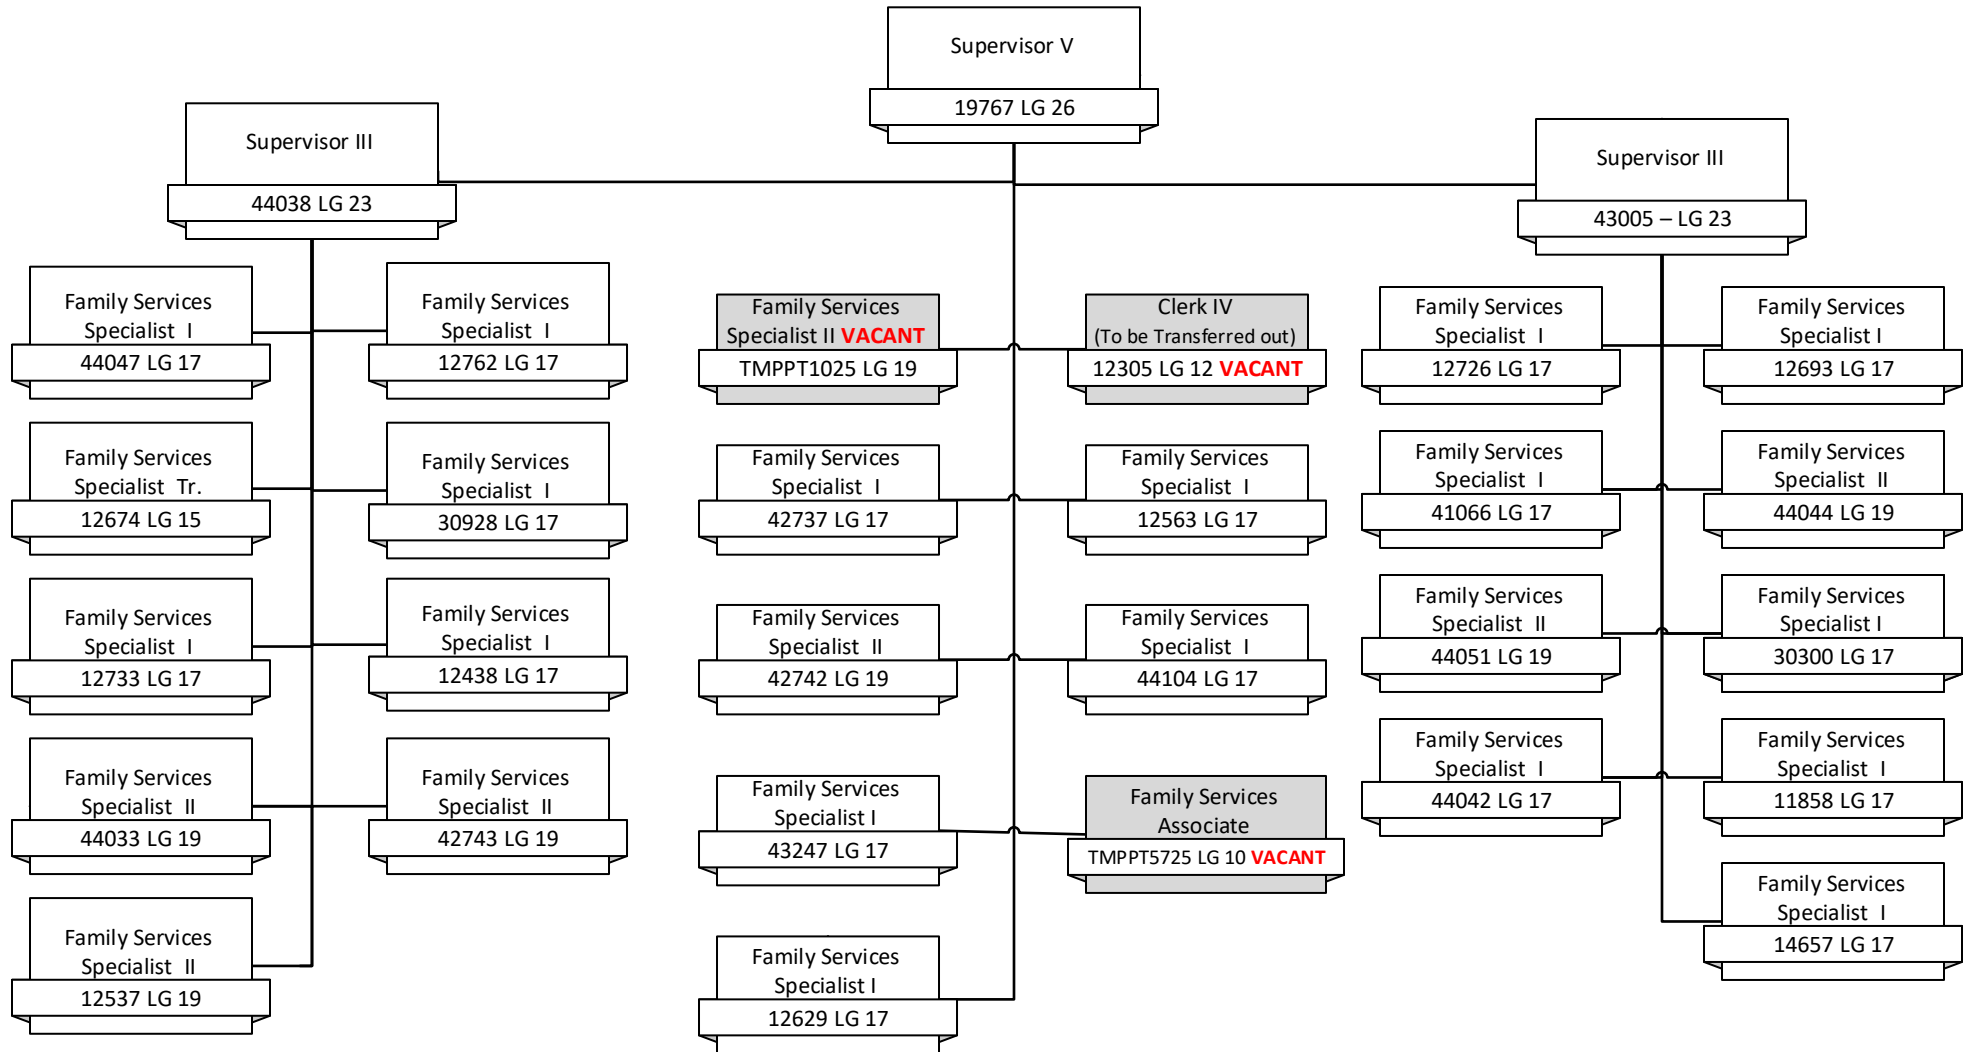 Supervisor V
19767 LG 26
Supervisor III
44038 LG 23
Supervisor III
43005 – LG 23
Family Services
Specialist I
44047 LG 17
Family Services
Specialist I
12762 LG 17
Family Services
Specialist Tr.
12674 LG 15
Family Services
Specialist I
30928 LG 17
Family Services
Specialist I
12733 LG 17
Family Services
Specialist I
12438 LG 17
Family Services
Specialist II
44033 LG 19
Family Services
Specialist II
42743 LG 19
Family Services
Specialist II
12537 LG 19
Family Services
Specialist II VACANT
TMPPT1025 LG 19
Clerk IV
(To be Transferred out)
12305 LG 12 VACANT
Family Services
Specialist I
42737 LG 17
Family Services
Specialist I
12563 LG 17
Family Services
Specialist II
42742 LG 19
Family Services
Specialist I
44104 LG 17
Family Services
Specialist I
43247 LG 17
Family Services
Associate
TMPPT5725 LG 10 VACANT
Family Services
Specialist I
12629 LG 17
Family Services
Specialist I
12726 LG 17
Family Services
Specialist I
12693 LG 17
Family Services
Specialist I
41066 LG 17
Family Services
Specialist II
44044 LG 19
Family Services
Specialist II
44051 LG 19
Family Services
Specialist I
30300 LG 17
Family Services
Specialist I
44042 LG 17
Family Services
Specialist I
11858 LG 17
Family Services
Specialist I
14657 LG 17